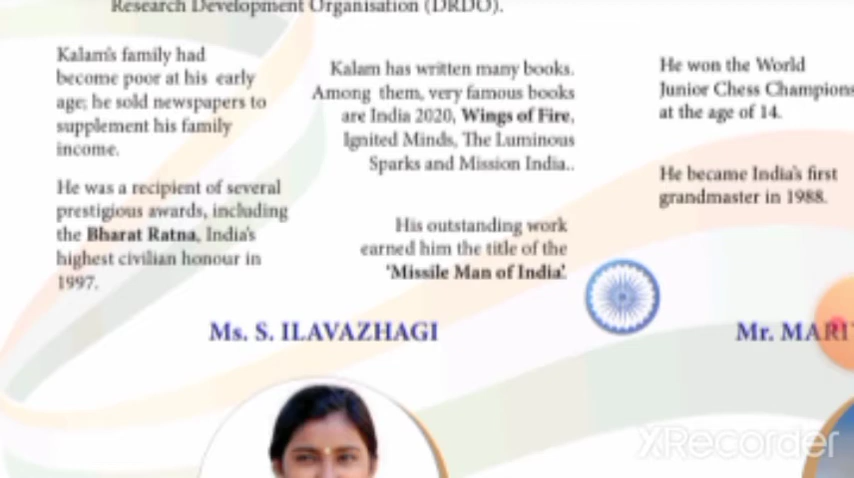 Research Development Organisation (DRDO).
Kalam's family had
become poor at his early
age; he sold newspapers to
supplement his family
income.
He was a recipient of several
prestigious awards, including
the Bharat Ratna, India's
highest civilian honour in
1997.
Kalam has written many books.
Among them, very famous books
are India 2020, Wings of Fire,
Ignited Minds, The Luminous
Sparks and Mission India..
His outstanding work
earned him the title of the
'Missile Man of India'.
He won the World
Junior Chess Champions
at the age of 14.
He became India's first
grandmaster in 1988.
Ms. S. ILAVAZHAGI
Mr. MARI
XRecorder